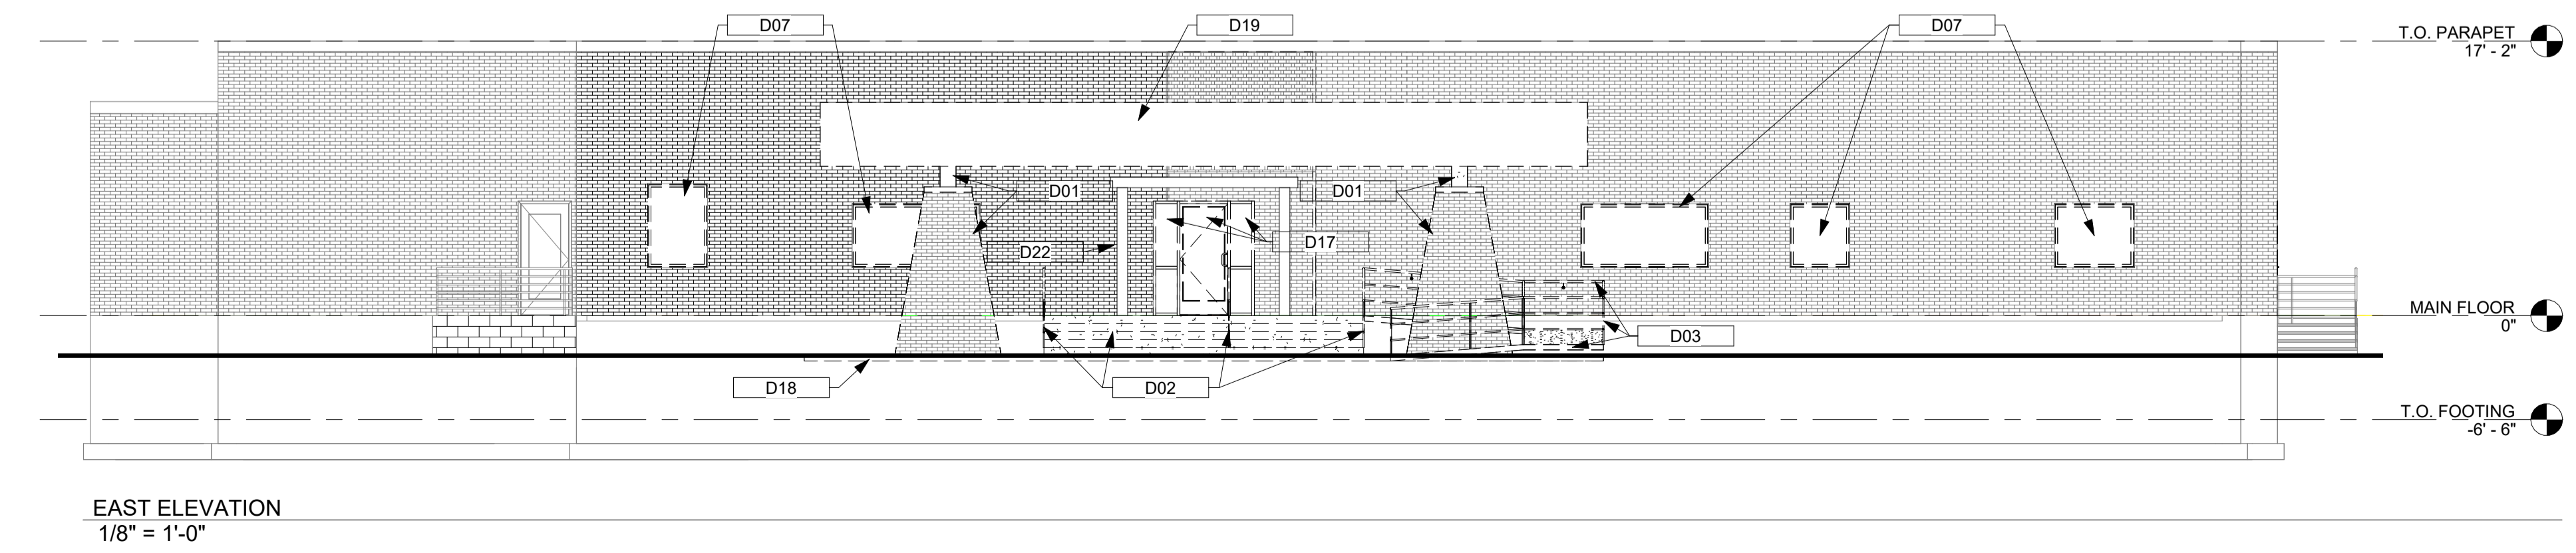 D07
D19
D07
T.O. PARAPET
17' - 2"
D01
D01
D22
D17
MAIN FLOOR
0"
D03
D18
D02
T.O. FOOTING
-6' - 6"
EAST ELEVATION
1/8" = 1'-0"